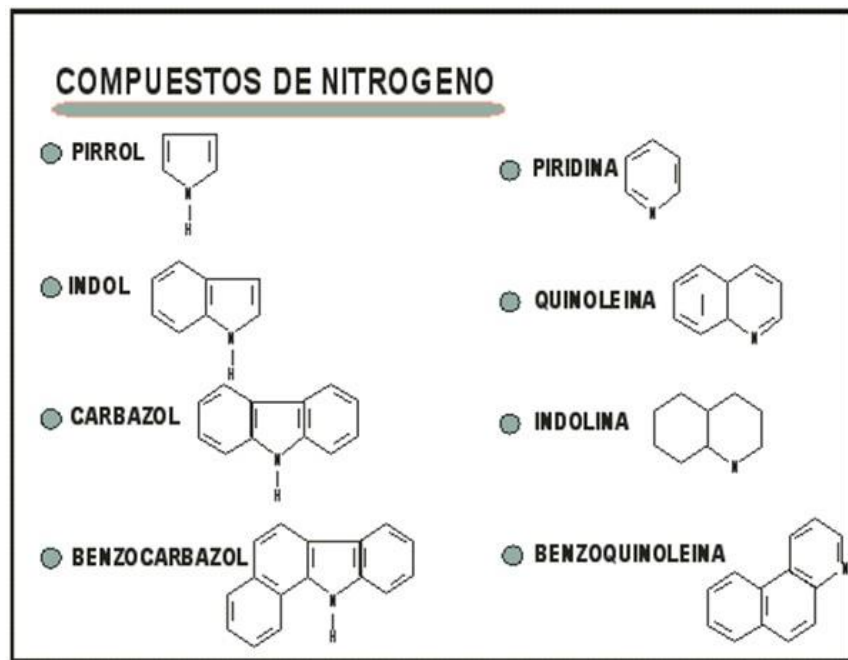 COMPUESTOS DE NITROGENO
PIRROL
N
H
INDOL
N
H
CARBAZOL
N
H
BENZOCARBAZOL
N
H
PIRIDINA
N
QUINOLEINA
N
INDOLINA
N
BENZOQUINOLEINA
N